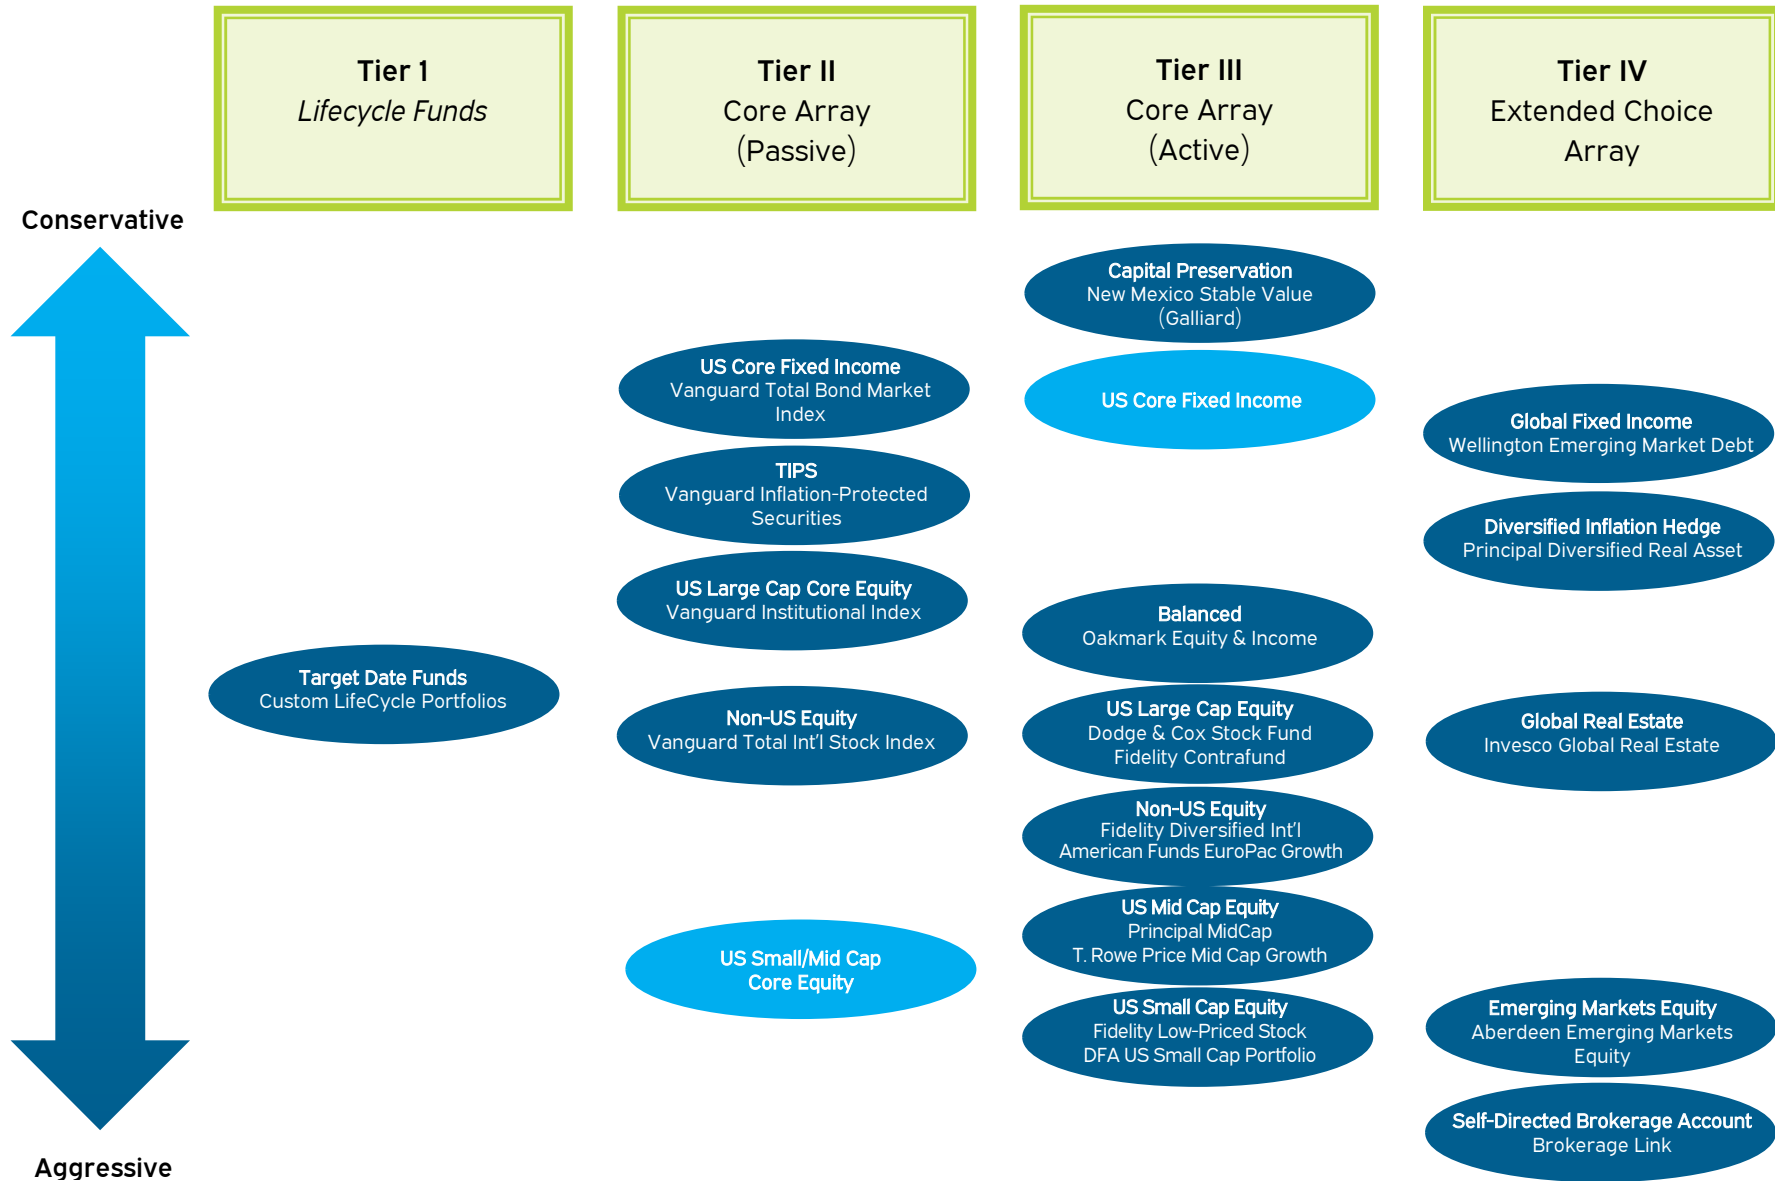 Tier 1
Lifecycle Funds
Tier II
Core Array
(Passive)
Tier III
Core Array
(Active)
Tier IV
Extended Choice
Array
Conservative
Aggressive
Target Date Funds
Custom LifeCycle Portfolios
US Core Fixed Income
Vanguard Total Bond Market
Index
TIPS
Vanguard Inflation-Protected
Securities
US Large Cap Core Equity
Vanguard Institutional Index
Non-US Equity
Vanguard Total Int'l Stock Index
US Small/Mid Cap
Core Equity
Capital Preservation
New Mexico Stable Value
(Galliard)
US Core Fixed Income
Balanced
Oakmark Equity & Income
US Large Cap Equity
Dodge & Cox Stock Fund
Fidelity Contrafund
Non-US Equity
Fidelity Diversified Int'l
American Funds EuroPac Growth
US Mid Cap Equity
Principal MidCap
T. Rowe Price Mid Cap Growth
US Small Cap Equity
Fidelity Low-Priced Stock
DFA US Small Cap Portfolio
Global Fixed Income
Wellington Emerging Market Debt
Diversified Inflation Hedge
Principal Diversified Real Asset
Global Real Estate
Invesco Global Real Estate
Emerging Markets Equity
Aberdeen Emerging Markets
Equity
Self-Directed Brokerage Account
Brokerage Link